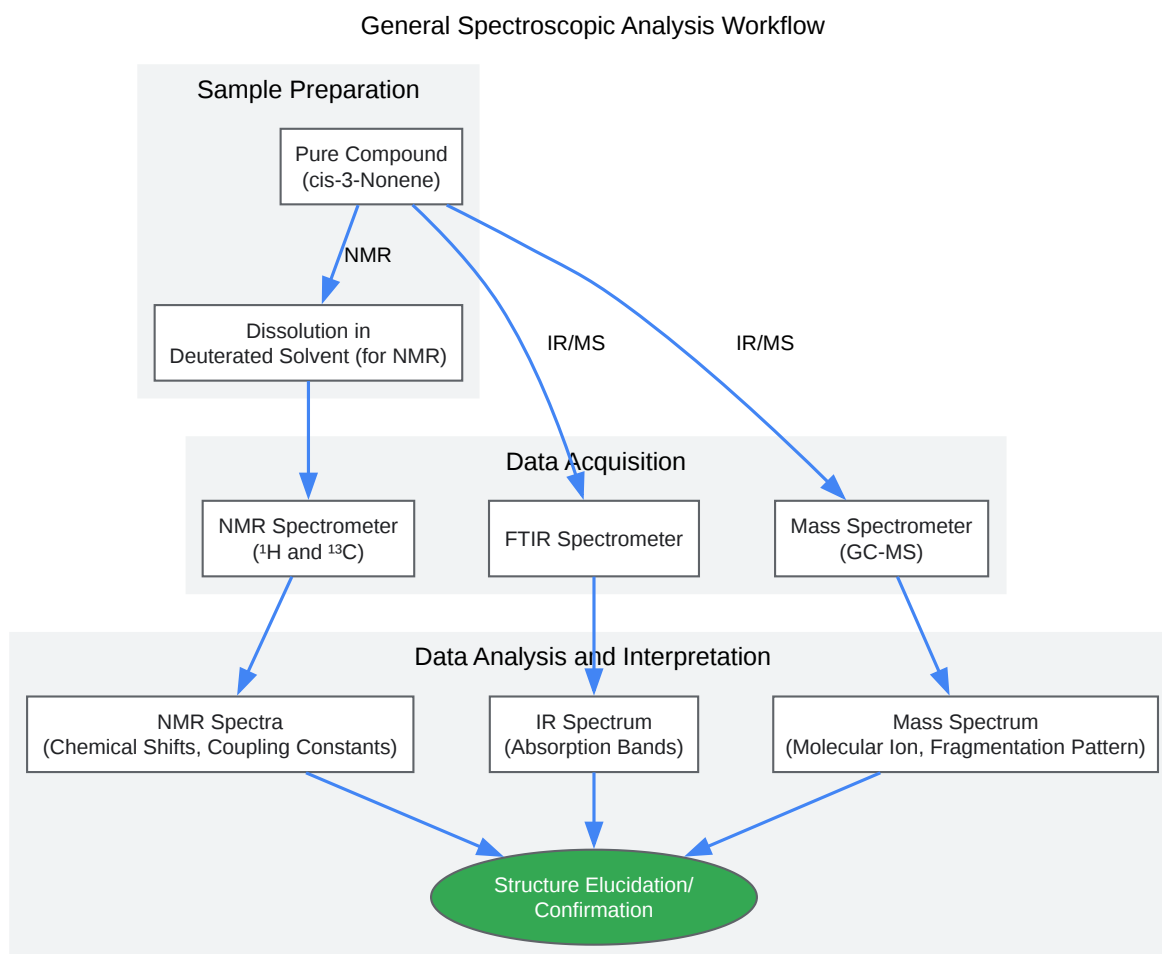 General Spectroscopic Analysis Workflow
Sample Preparation
Pure Compound
(cis-3-Nonene)
NMR
Dissolution in
Deuterated Solvent (for NMR)
IR/MS
IR/MS
Data Acquisition
NMR Spectrometer
(¹H and ¹³C)
FTIR Spectrometer
Mass Spectrometer
(GC-MS)
Data Analysis and Interpretation
NMR Spectra
(Chemical Shifts, Coupling Constants)
IR Spectrum
(Absorption Bands)
Mass Spectrum
(Molecular Ion, Fragmentation Pattern)
Structure Elucidation/
Confirmation